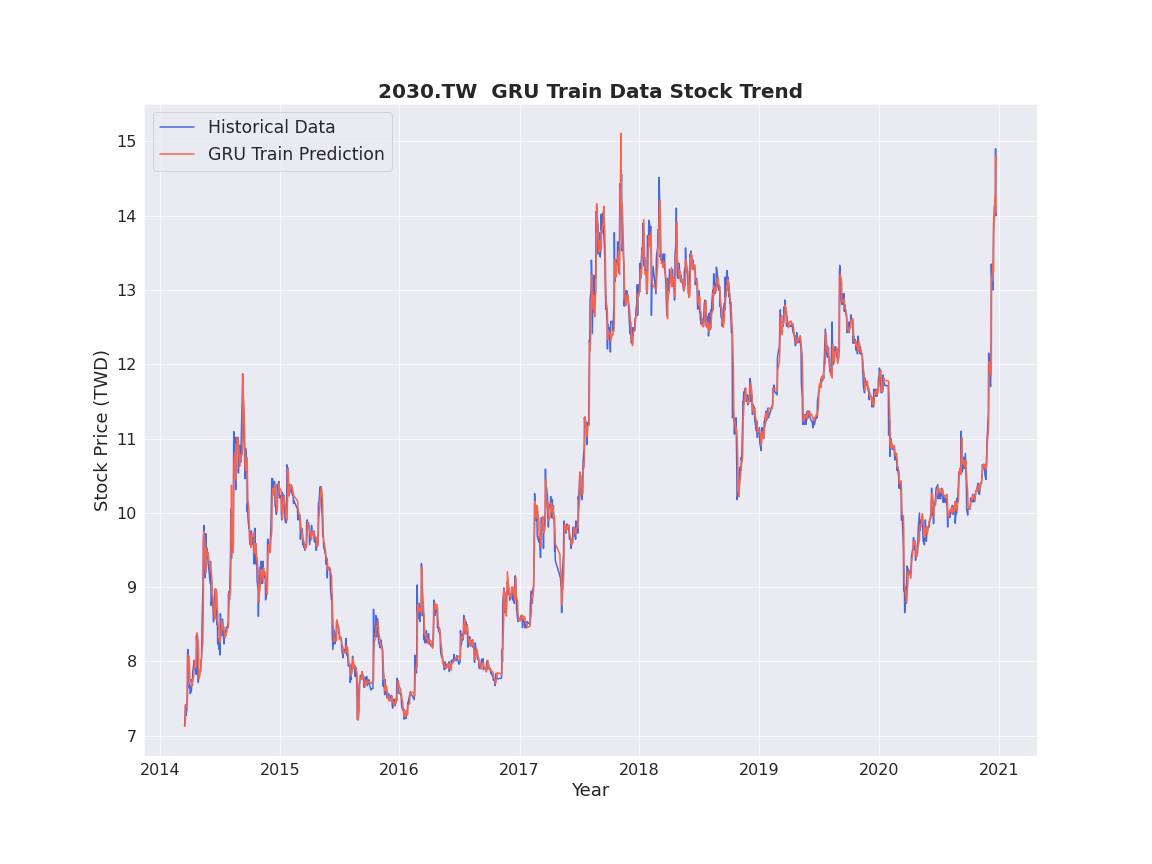 2030.TW  GRU Train Data Stock Trend
Historical Data
GRU Train Prediction
Stock Price (TWD)
15
14
13
12
11
10
9
8
7
2014 2015 2016 2017 2018 2019 2020 2021
Year